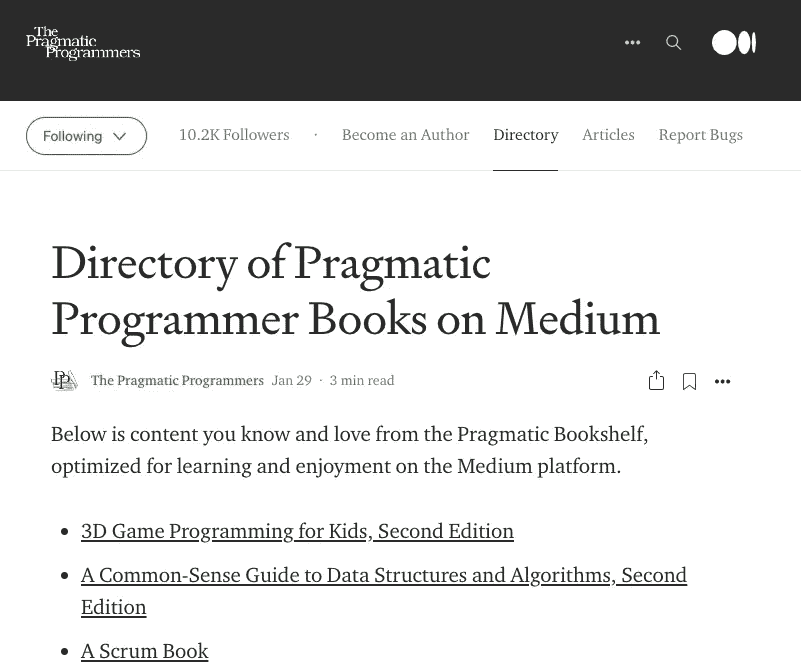 The
Pragmatic
Programmers
Following
10.2K Followers · Become an Author Directory Articles Report Bugs
Directory of Pragmatic
Programmer Books on Medium
The Pragmatic Programmers Jan 29 · 3 min read
Below is content you know and love from the Pragmatic Bookshelf,
optimized for learning and enjoyment on the Medium platform.
• 3D Game Programming for Kids, Second Edition
• A Common-Sense Guide to Data Structures and Algorithms, Second
Edition
• A Scrum Book